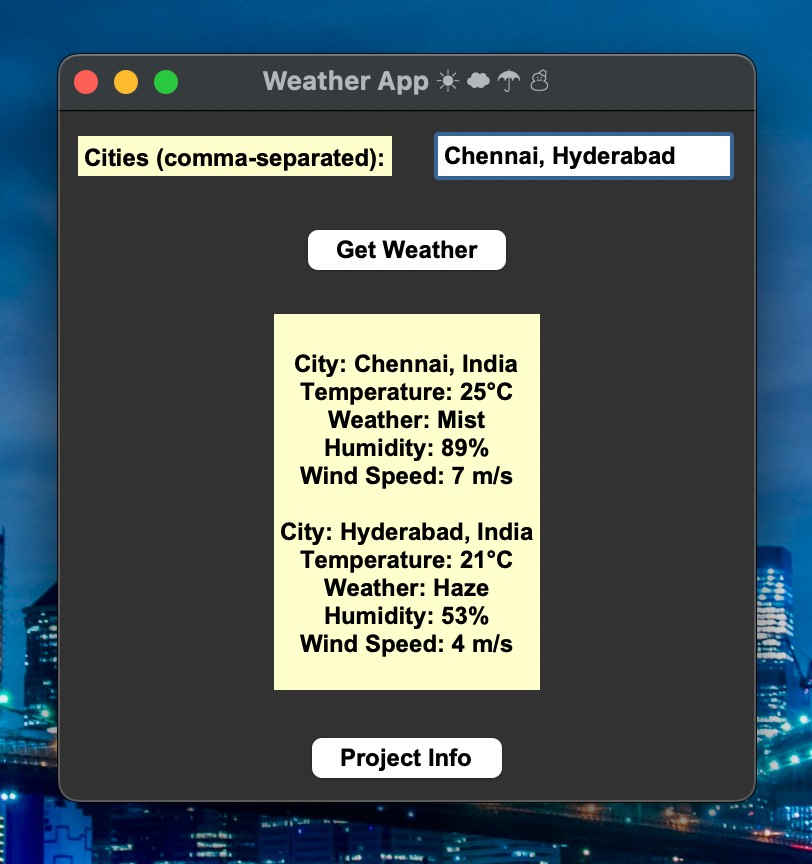 Weather App ☀ ☁ ☂ ☃
Cities (comma-separated): Chennai, Hyderabad
Get Weather
City: Chennai, India
Temperature: 25°C
Weather: Mist
Humidity: 89%
Wind Speed: 7 m/s
City: Hyderabad, India
Temperature: 21°C
Weather: Haze
Humidity: 53%
Wind Speed: 4 m/s
Project Info